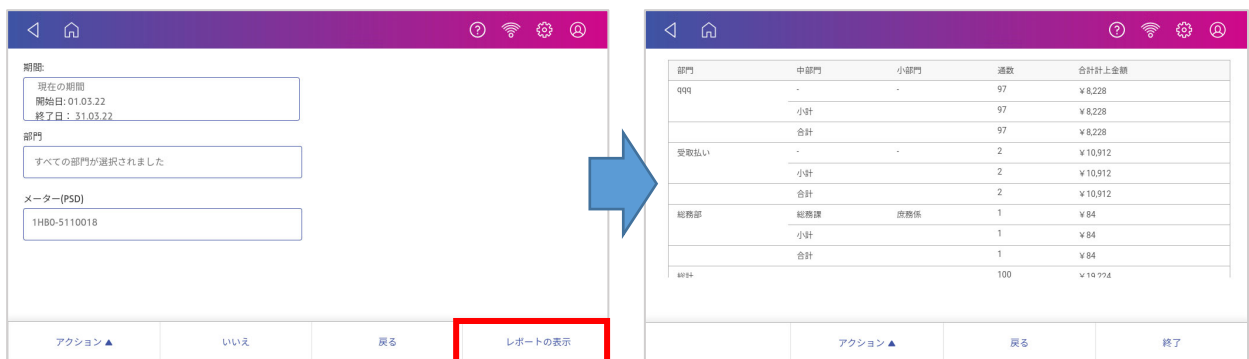 期間:
現在の期間
開始日: 01.03.22
終了日： 31.03.22
部門
すべての部門が選択されました
メーター(PSD)
1HB0-5110018
アクション▲ いいえ 戻る レポートの表示
部門 中部門 小部門 通数 合計計上金額
qqq - - 97 ¥8,228
小計 97 ¥8,228
合計 97 ¥8,228
受取払い - - 2 ¥10,912
小計 2 ¥10,912
合計 2 ¥10,912
総務部 総務課 庶務係 1 ¥84
小計 1 ¥84
合計 1 ¥84
総計 100 ¥19,224
アクション▲ 戻る 終了